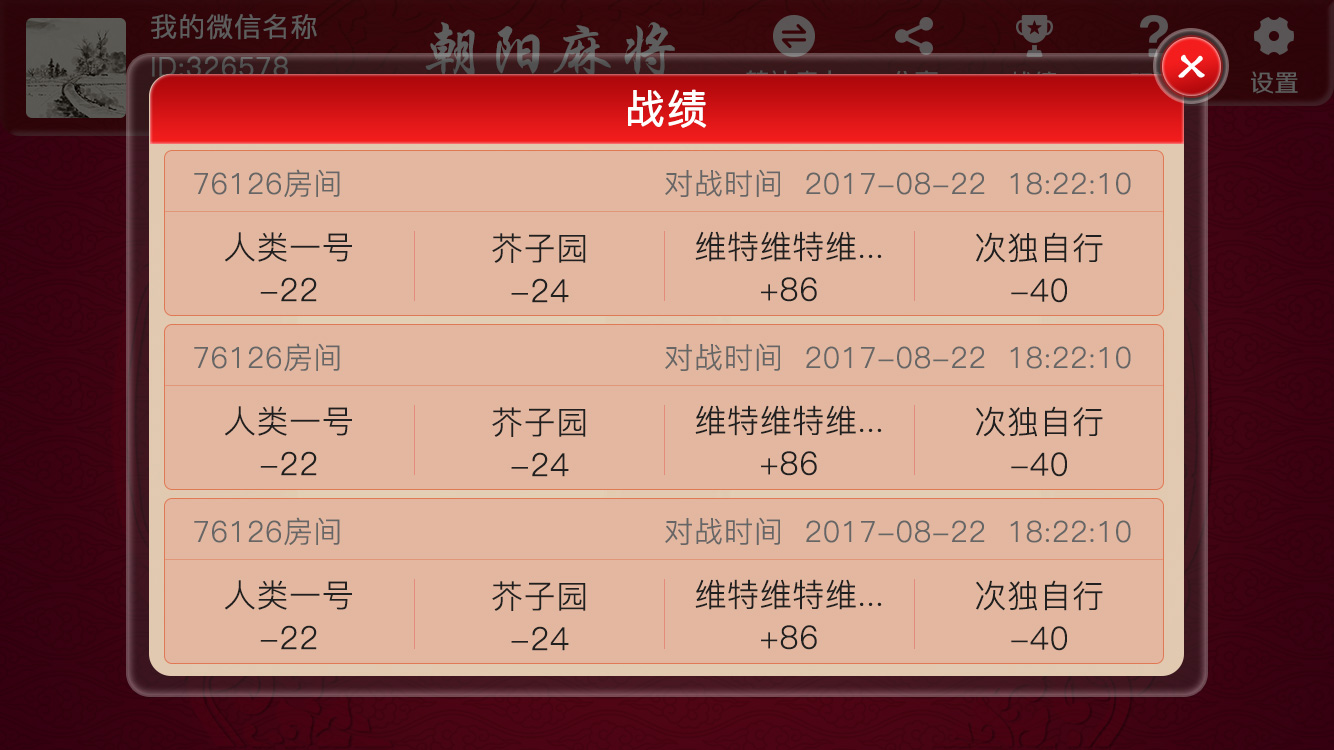 我的微信名称
ID:326578
朝阳麻将
设置
战绩
76126房间 对战时间 2017-08-22 18:22:10
人类一号 芥子园 维特维特维... 次独自行
-22 -24 +86 -40
76126房间 对战时间 2017-08-22 18:22:10
人类一号 芥子园 维特维特维... 次独自行
-22 -24 +86 -40
76126房间 对战时间 2017-08-22 18:22:10
人类一号 芥子园 维特维特维... 次独自行
-22 -24 +86 -40